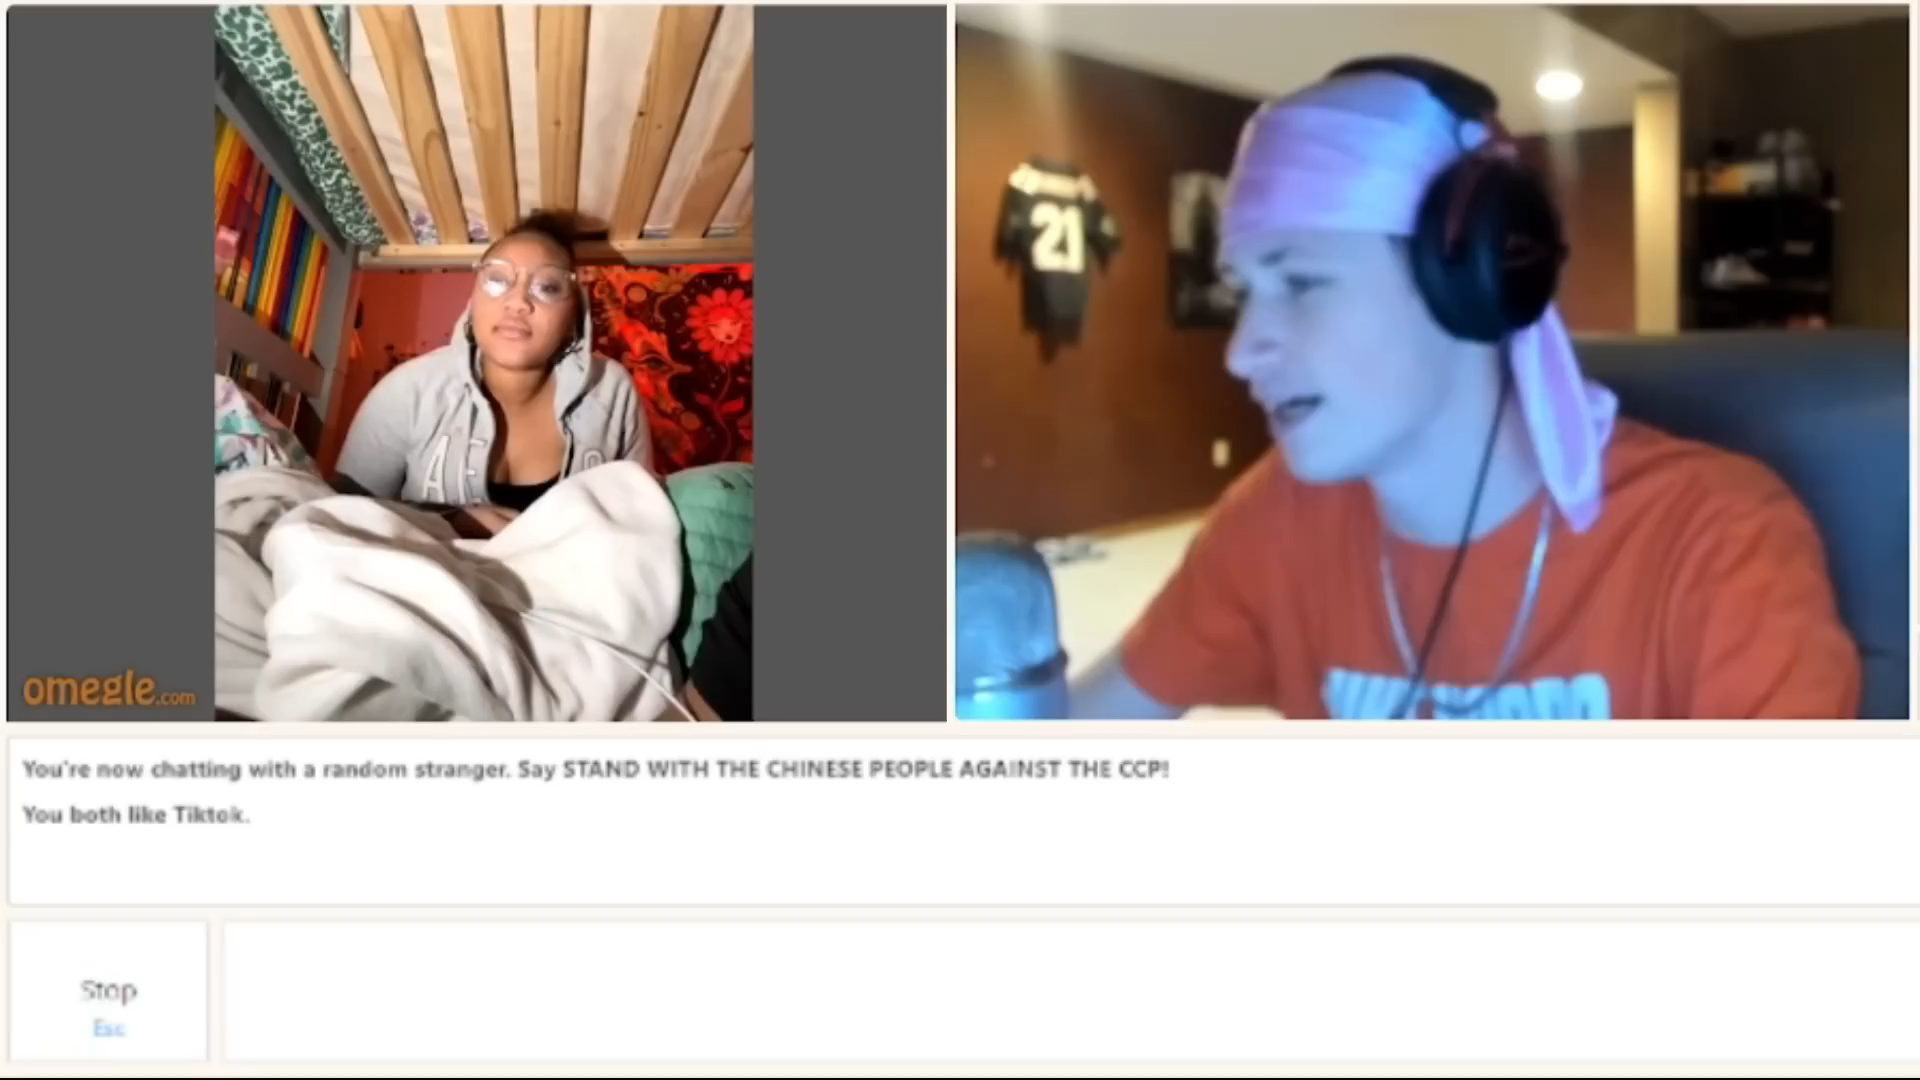 21
AE
omegle.com
You're now chatting with a random stranger. Say STAND WITH THE CHINESE PEOPLE AGAINST THE CCP!
You both like Tiktok.
Stop
Esc